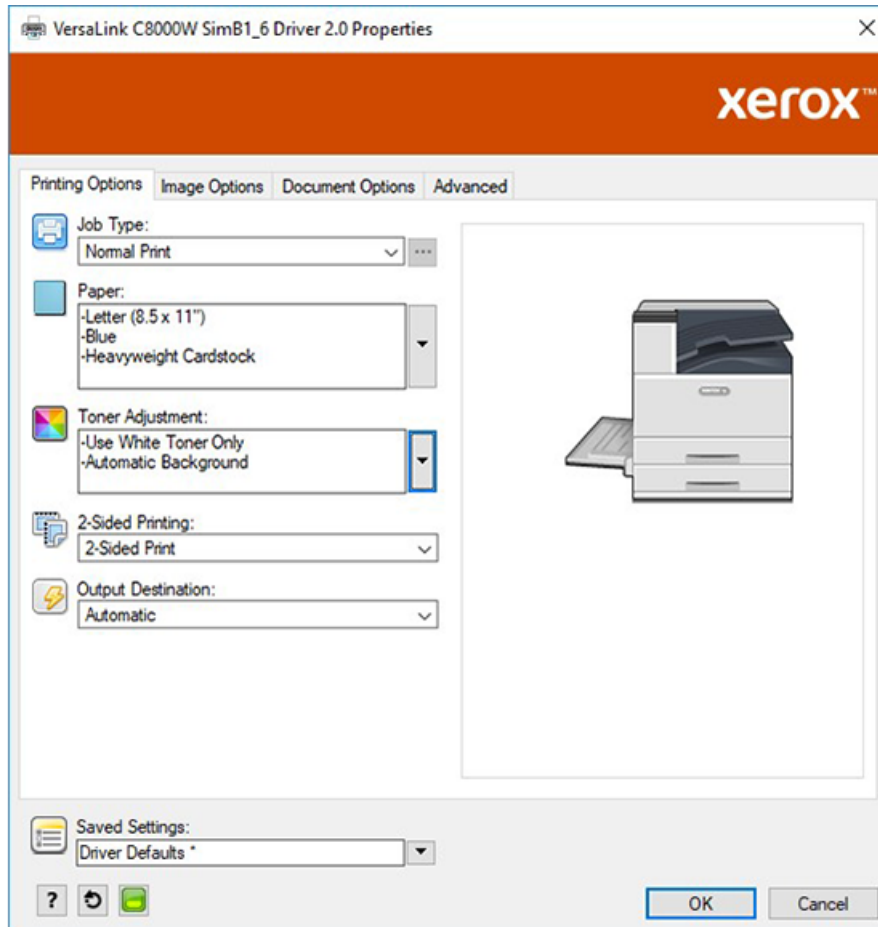 VersaLink C8000W SimB1_6 Driver 2.0 Properties
xerox™
Printing Options Image Options Document Options Advanced
Job Type:
Normal Print
Paper:
-Letter (8.5 x 11")
-Blue
-Heavyweight Cardstock
Toner Adjustment:
-Use White Toner Only
-Automatic Background
2-Sided Printing:
2-Sided Print
Output Destination:
Automatic
Saved Settings:
Driver Defaults *
? OK Cancel